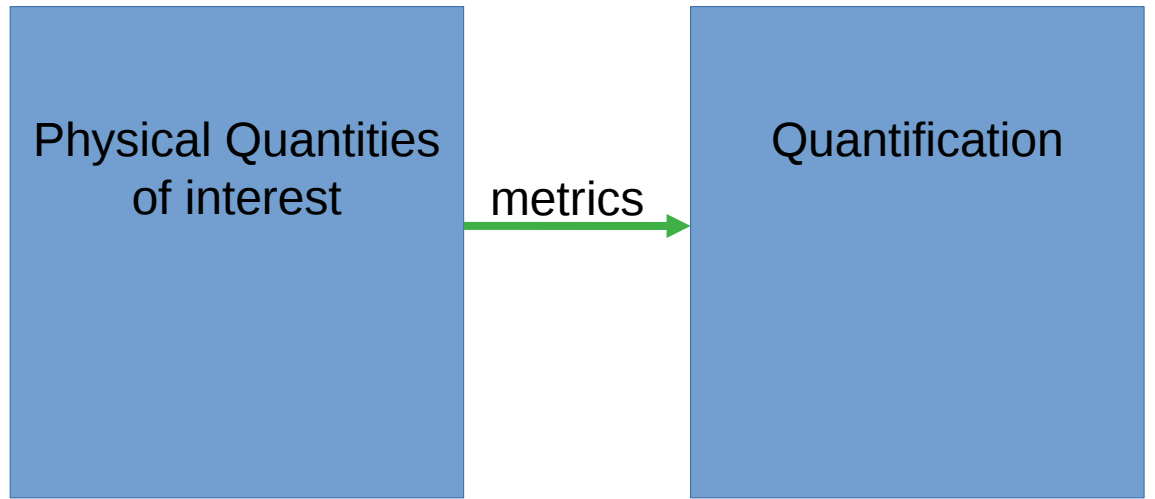 Physical Quantities
of interest
metrics
Quantification